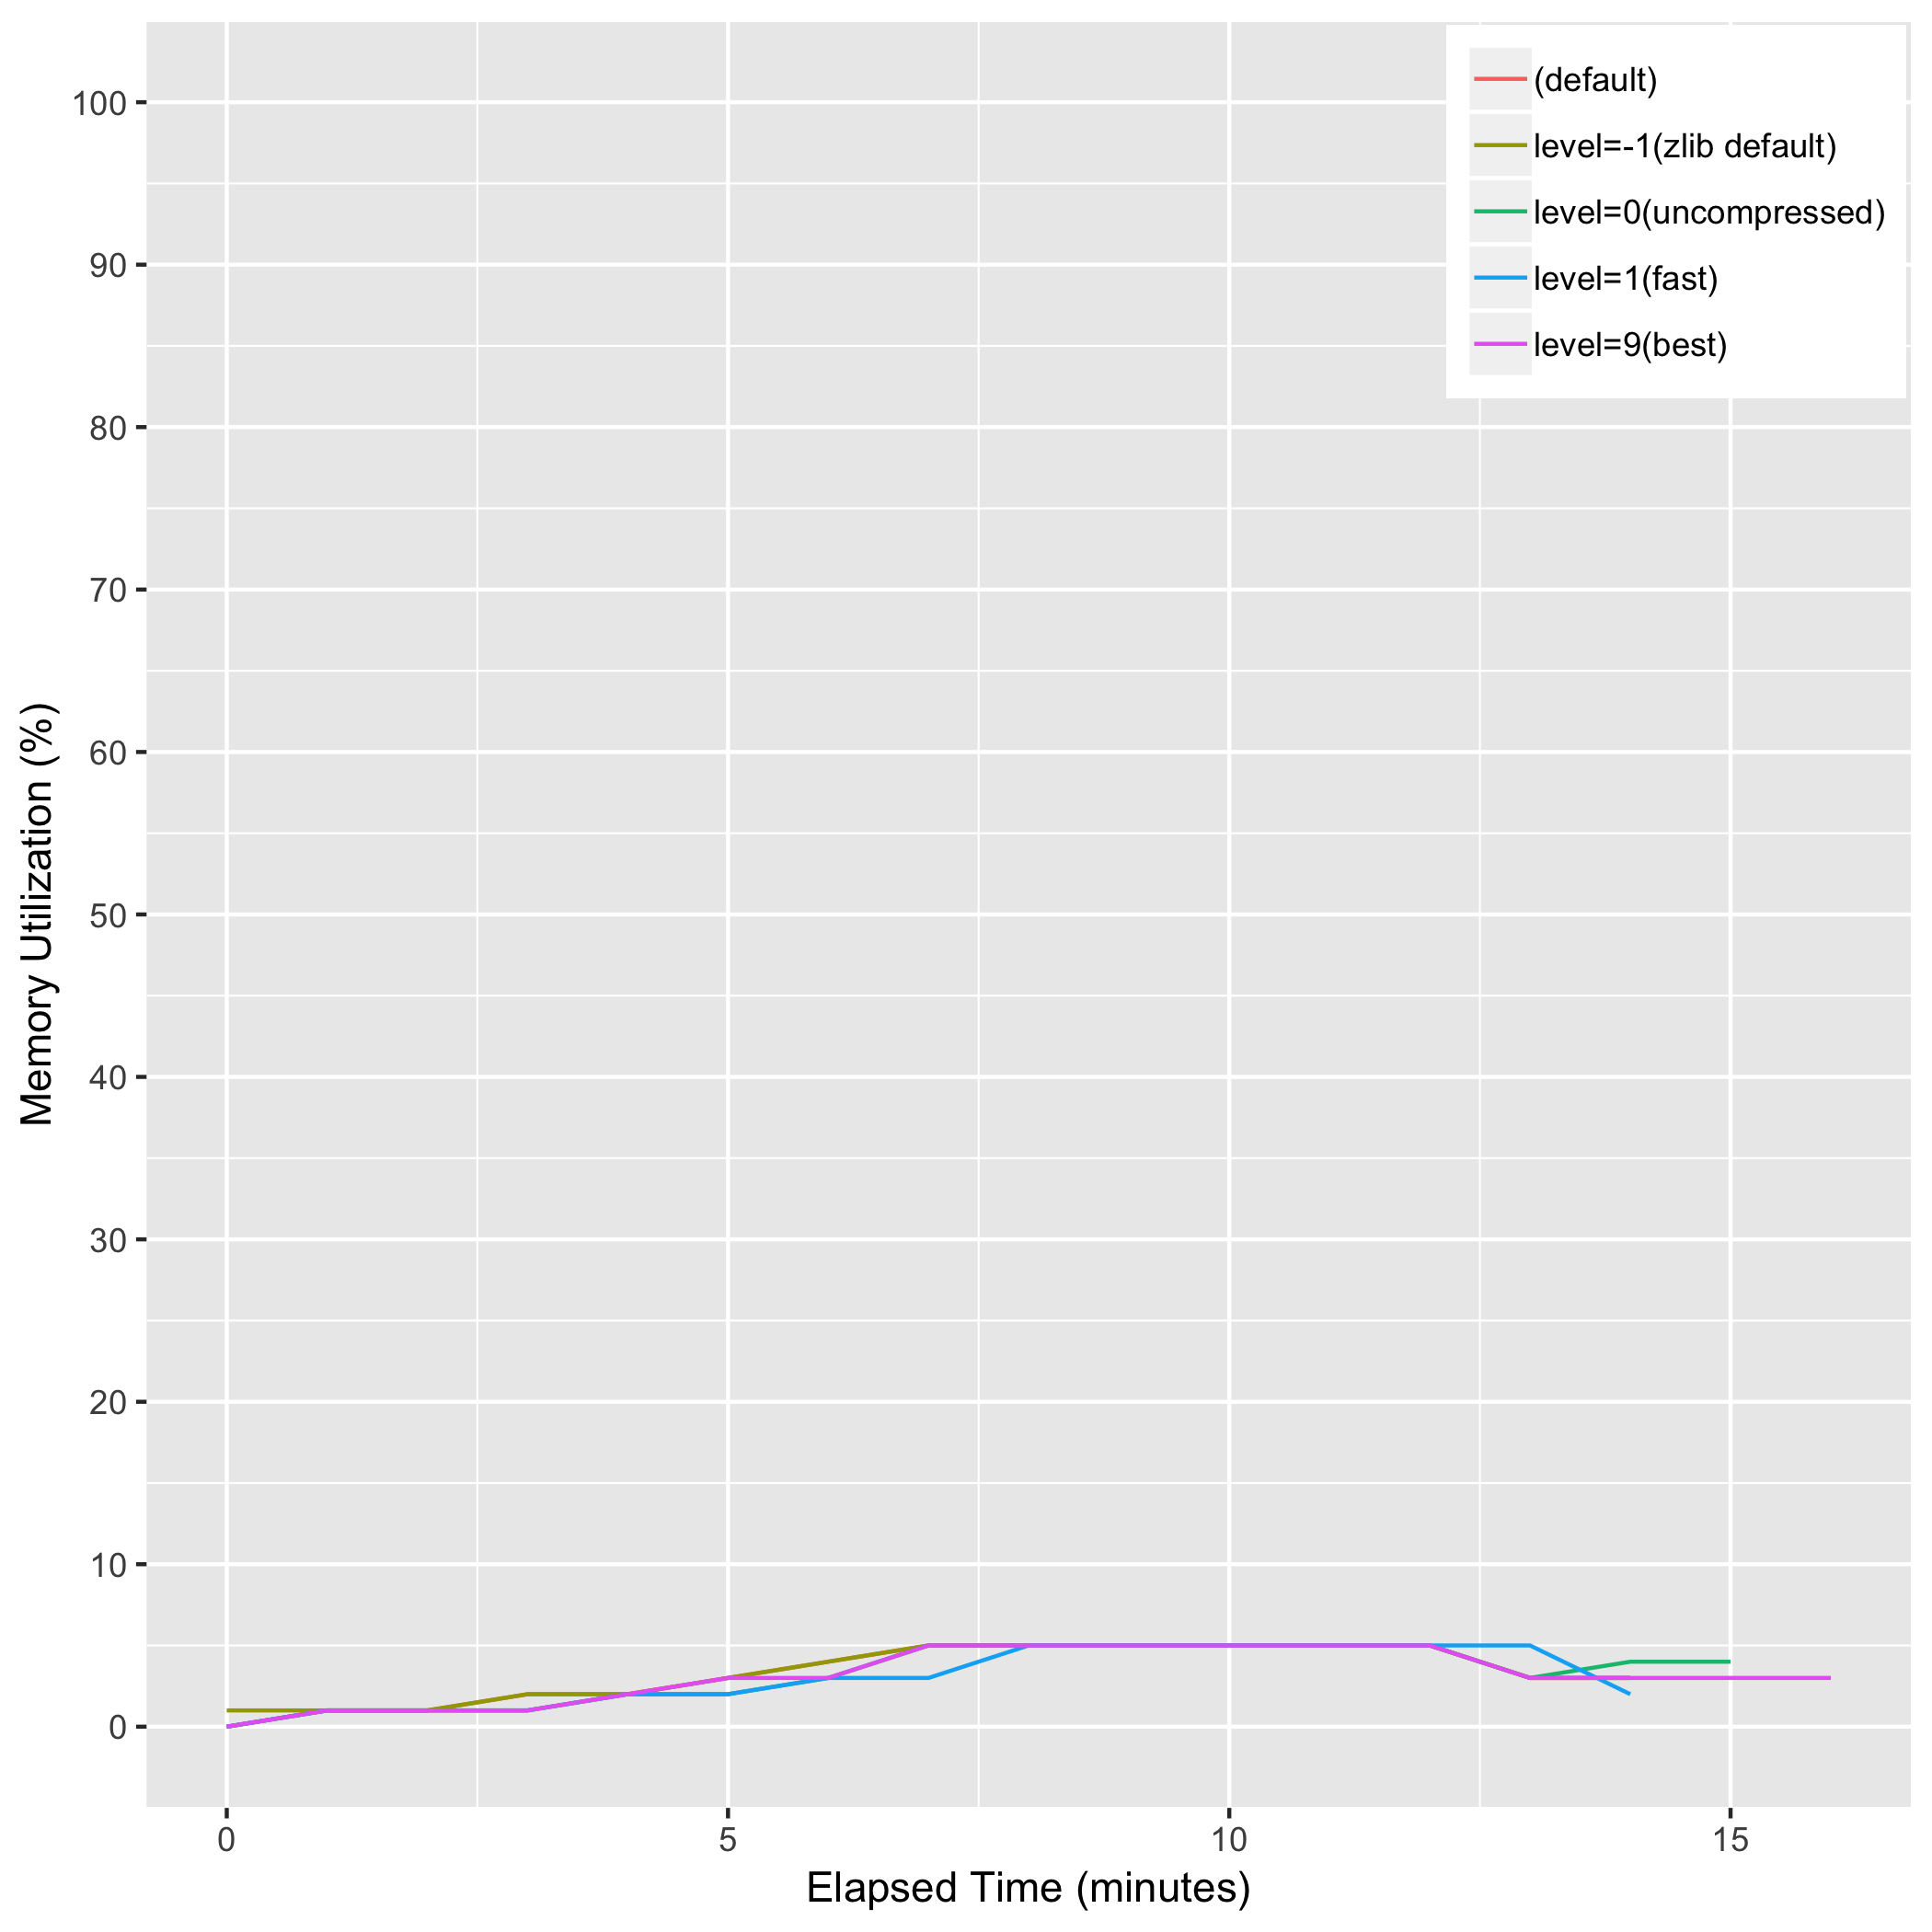 (default)
level=-1(zlib default)
level=0(uncompressed)
level=1(fast)
level=9(best)
100
90
80
70
60
50
40
30
20
10
0
Memory Utilization (%)
0 5 10 15
Elapsed Time (minutes)